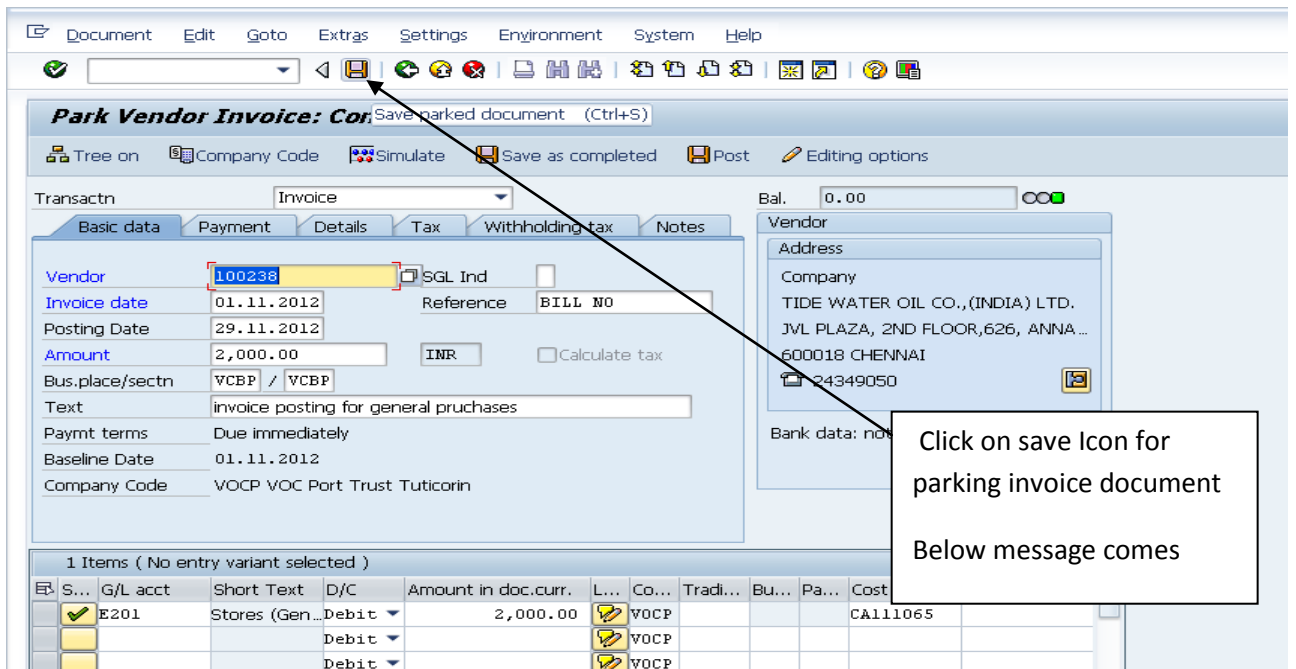 Document Edit Goto Extras Settings Environment System Help
Park Vendor Invoice: Com
Save parked document (Ctrl+S)
Tree on Company Code Simulate Save as completed Post Editing options
Transactn Invoice Bal. 0.00
Basic data Payment Details Tax Withholding tax Notes Vendor
Address
Vendor 100238 SGL Ind Company
Invoice date 01.11.2012 Reference BILL NO TIDE WATER OIL CO.,(INDIA) LTD.
Posting Date 29.11.2012 JVL PLAZA, 2ND FLOOR,626, ANNA...
Amount 2,000.00 INR Calculate tax 600018 CHENNAI
Bus.place/sectn VCBP / VCBP 24349050
Text invoice posting for general pruchases
Paymt terms Due immediately Bank data: not
Baseline Date 01.11.2012
Company Code VOCP VOC Port Trust Tuticorin
Click on save Icon for
parking invoice document
Below message comes
1 Items ( No entry variant selected )
S... G/L acct Short Text D/C Amount in doc.curr. L... Co... Tradi... Bu... Pa... Cost
E201 Stores (Gen... Debit 2,000.00 VOCP CA111065
Debit VOCP
Debit VOCP